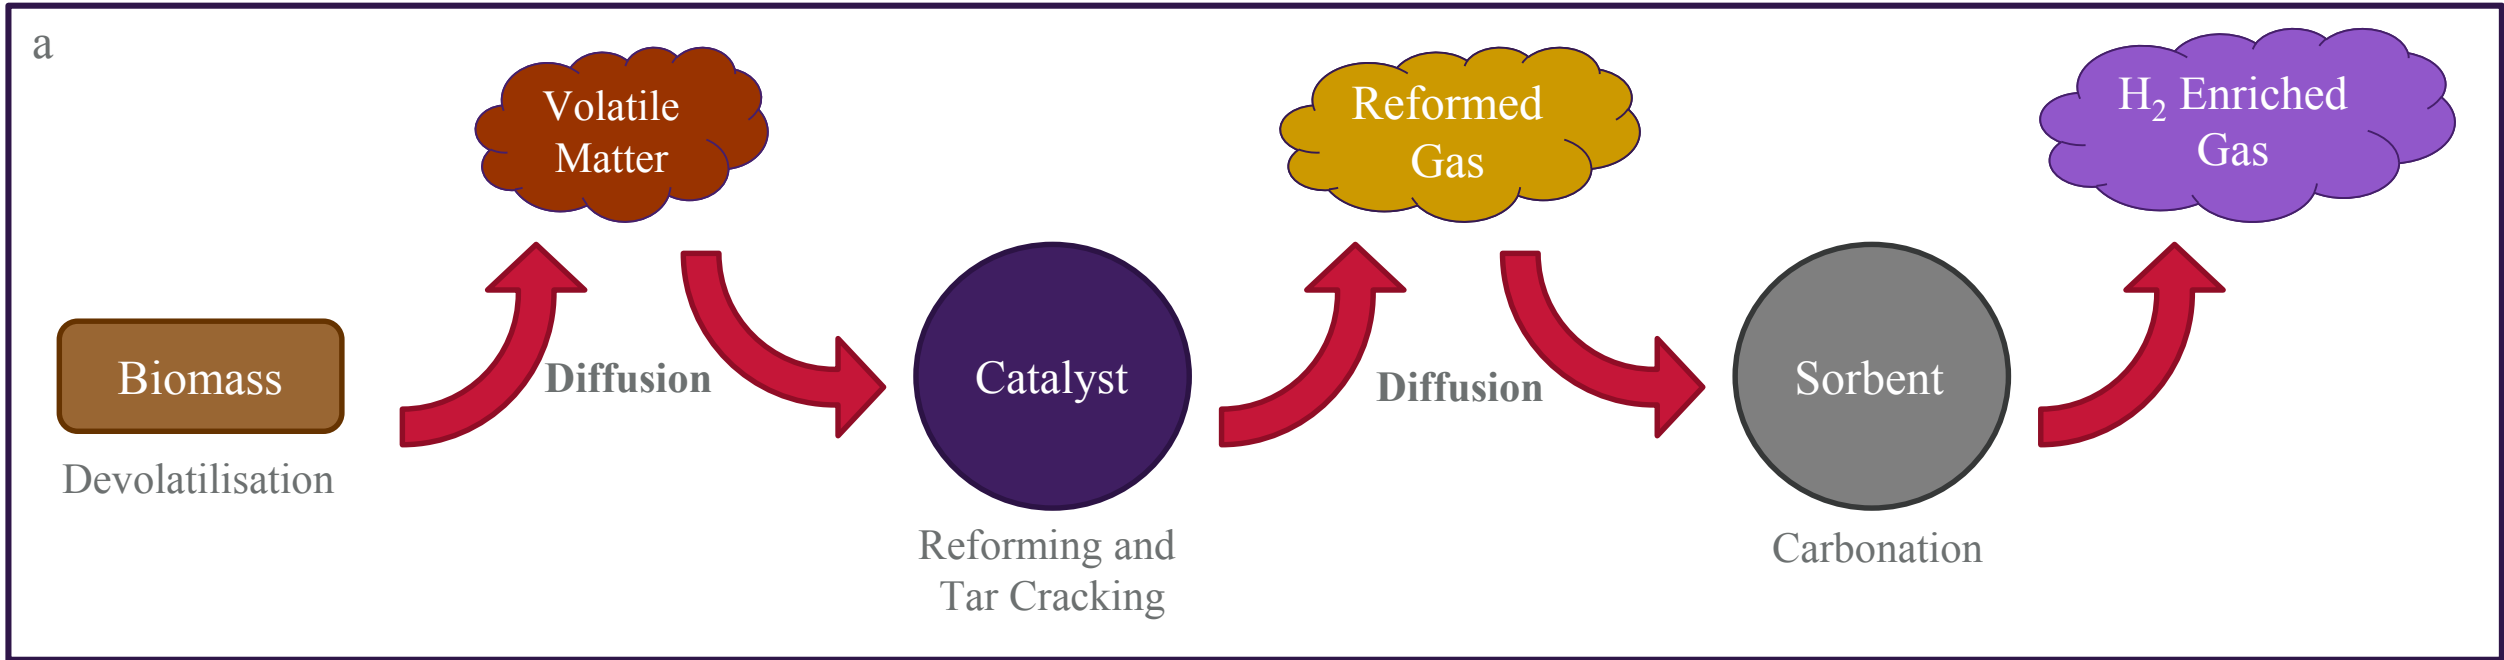 a
Volatile
Matter
Reformed
Gas
H₂ Enriched
Gas
Biomass
Diffusion
Catalyst
Diffusion
Sorbent
Devolatilisation
Reforming and
Tar Cracking
Carbonation